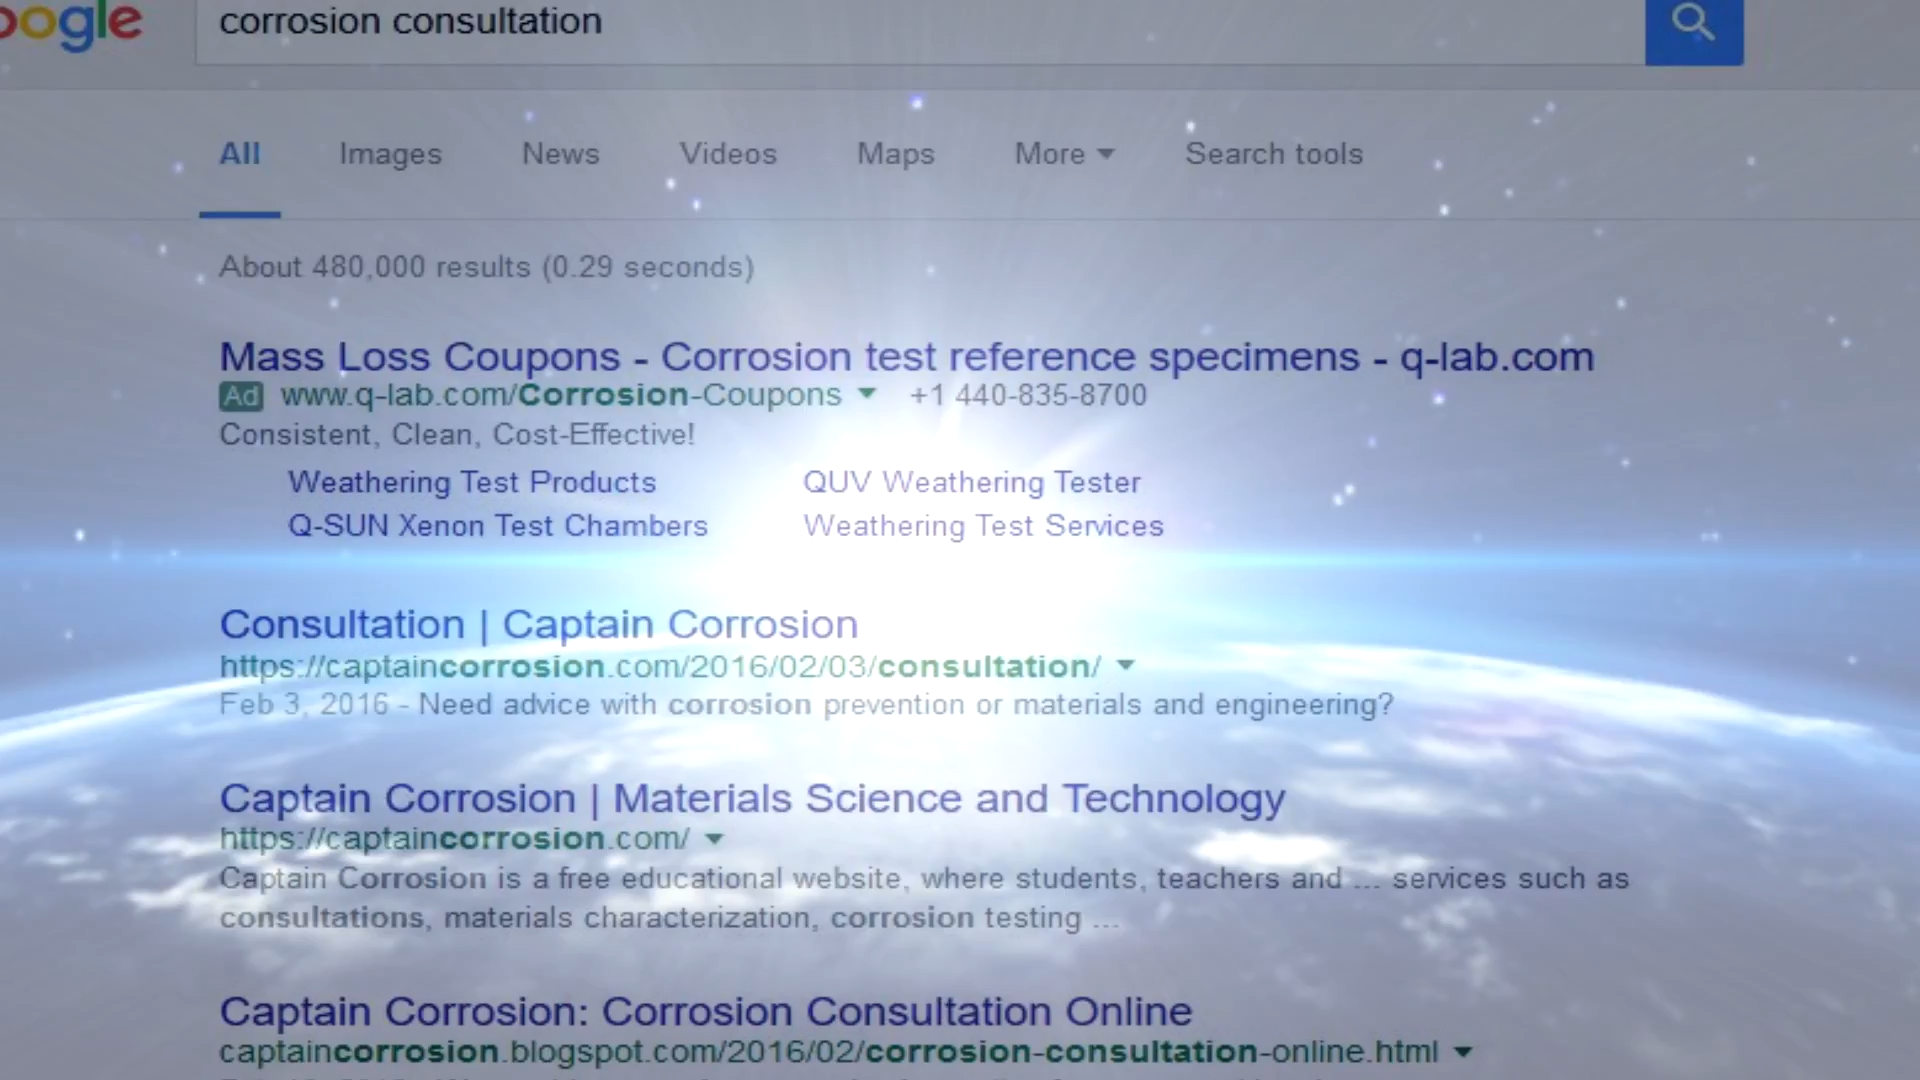 oogle
corrosion consultation
All Images News Videos Maps More Search tools
About 480,000 results (0.29 seconds)
Mass Loss Coupons - Corrosion test reference specimens - q-lab.com
Ad www.q-lab.com/Corrosion-Coupons +1 440-835-8700
Consistent, Clean, Cost-Effective!
Weathering Test Products QUV Weathering Tester
Q-SUN Xenon Test Chambers Weathering Test Services
Consultation | Captain Corrosion
https://captaincorrosion.com/2016/02/03/consultation/
Feb 3, 2016 - Need advice with corrosion prevention or materials and engineering?
Captain Corrosion | Materials Science and Technology
https://captaincorrosion.com/
Captain Corrosion is a free educational website, where students, teachers and ... services such as
consultations, materials characterization, corrosion testing ...
Captain Corrosion: Corrosion Consultation Online
captaincorrosion.blogspot.com/2016/02/corrosion-consultation-online.html